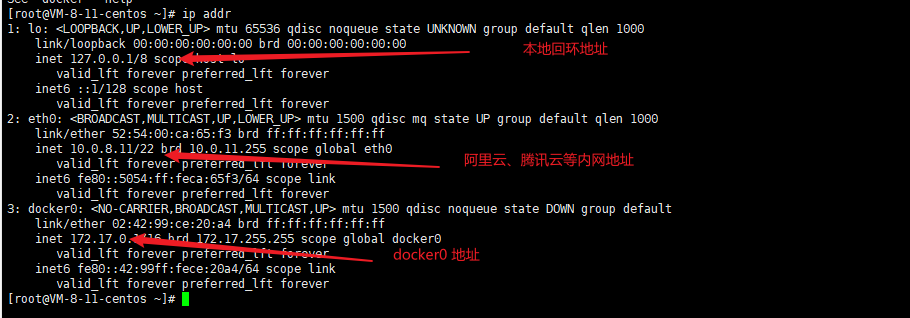 [root@VM-8-11-centos ~]# ip addr
1: lo: <LOOPBACK,UP,LOWER_UP> mtu 65536 qdisc noqueue state UNKNOWN group default qlen 1000
link/loopback 00:00:00:00:00:00 brd 00:00:00:00:00:00
本地回环地址
inet 127.0.0.1/8 scope host lo
valid_lft forever preferred_lft forever
inet6 ::1/128 scope host
valid_lft forever preferred_lft forever
2: eth0: <BROADCAST,MULTICAST,UP,LOWER_UP> mtu 1500 qdisc mq state UP group default qlen 1000
link/ether 52:54:00:ca:65:f3 brd ff:ff:ff:ff:ff:ff
inet 10.0.8.11/22 brd 10.0.11.255 scope global eth0
阿里云、腾讯云等内网地址
valid_lft forever preferred_lft forever
inet6 fe80::5054:ff:feca:65f3/64 scope link
valid_lft forever preferred_lft forever
3: docker0: <NO-CARRIER,BROADCAST,MULTICAST,UP> mtu 1500 qdisc noqueue state DOWN group default
link/ether 02:42:99:ce:20:a4 brd ff:ff:ff:ff:ff:ff
inet 172.17.0.1/16 brd 172.17.255.255 scope global docker0
valid_lft forever preferred_lft forever
docker0 地址
inet6 fe80::42:99ff:fece:20a4/64 scope link
valid_lft forever preferred_lft forever
[root@VM-8-11-centos ~]#